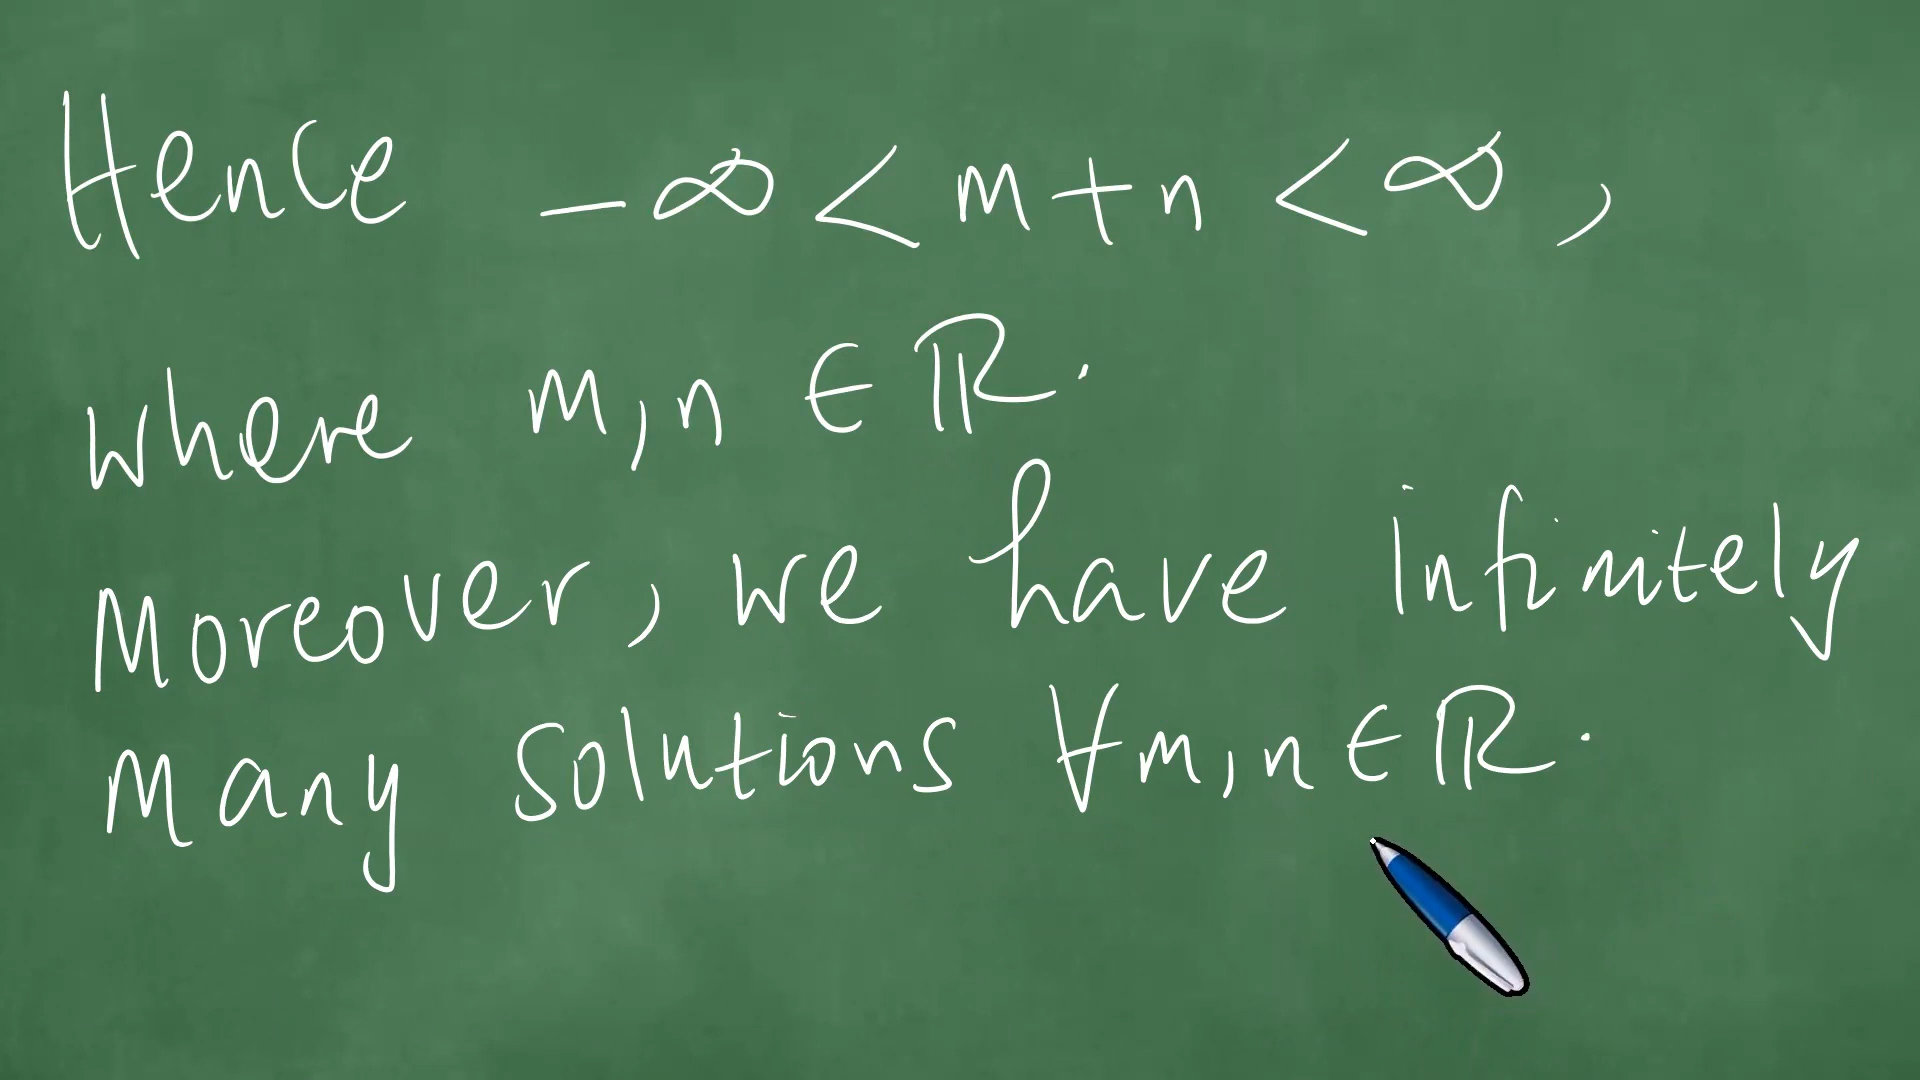 Hence -∞ < m + n < ∞ ,
where m,n ∈ ℝ.
Moreover, we have infinitely
many solutions ∀m,n∈ℝ.